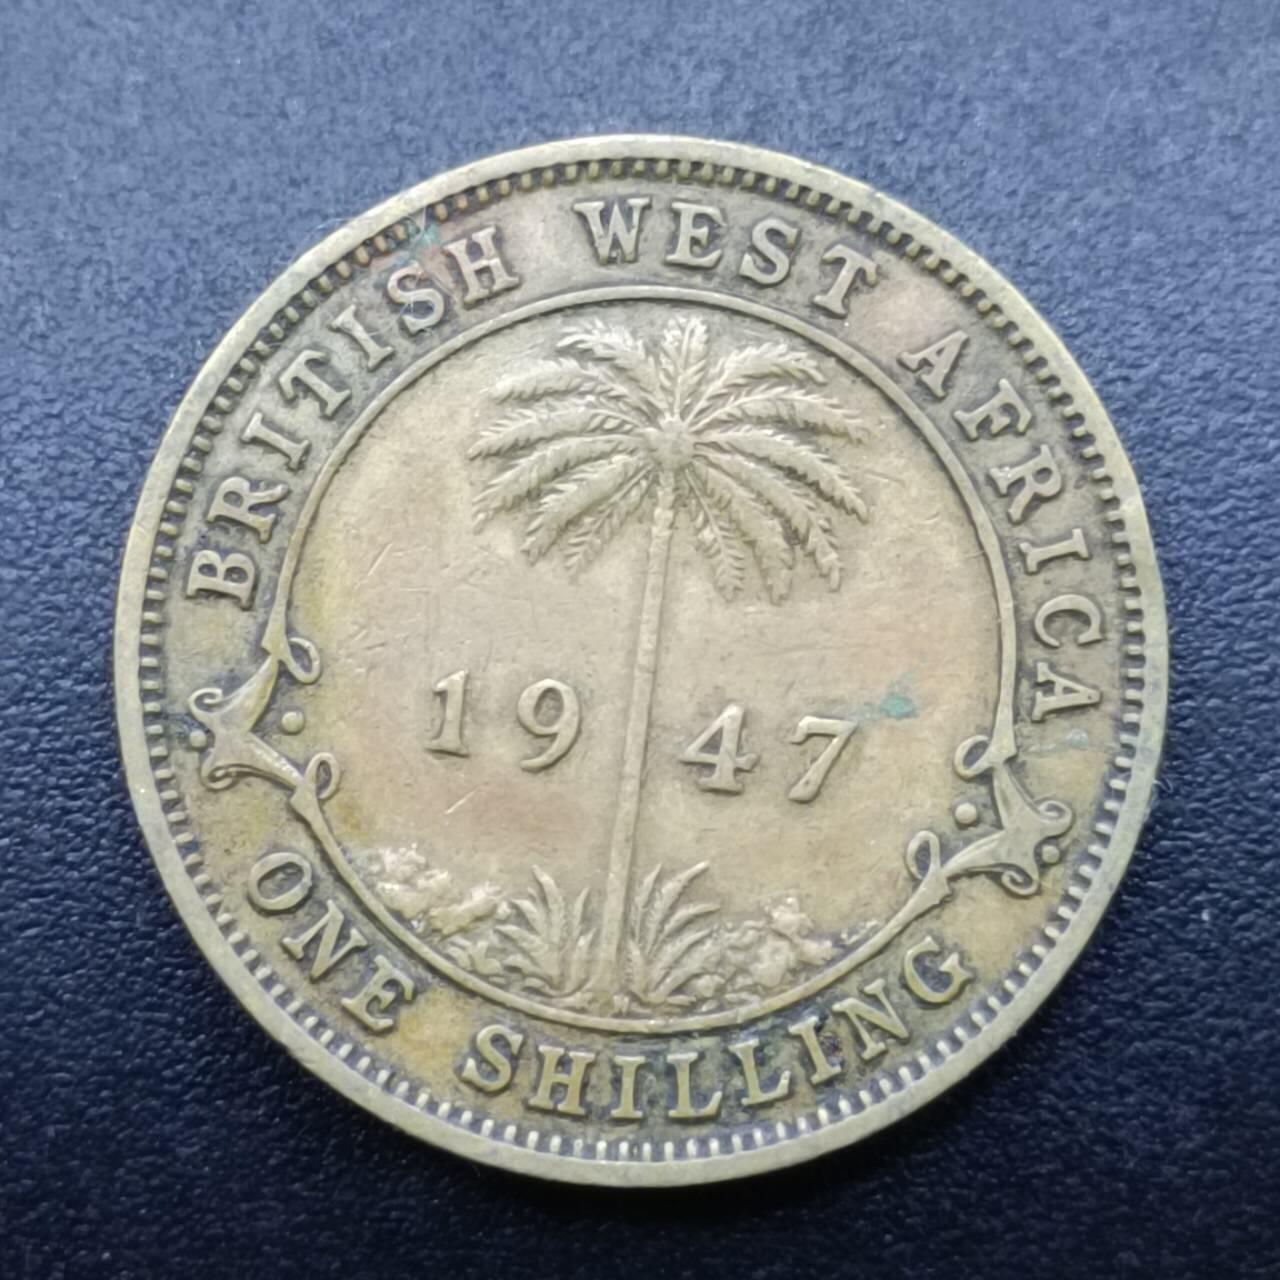 BRITISH WEST AFRICA
1947
ONE SHILLING